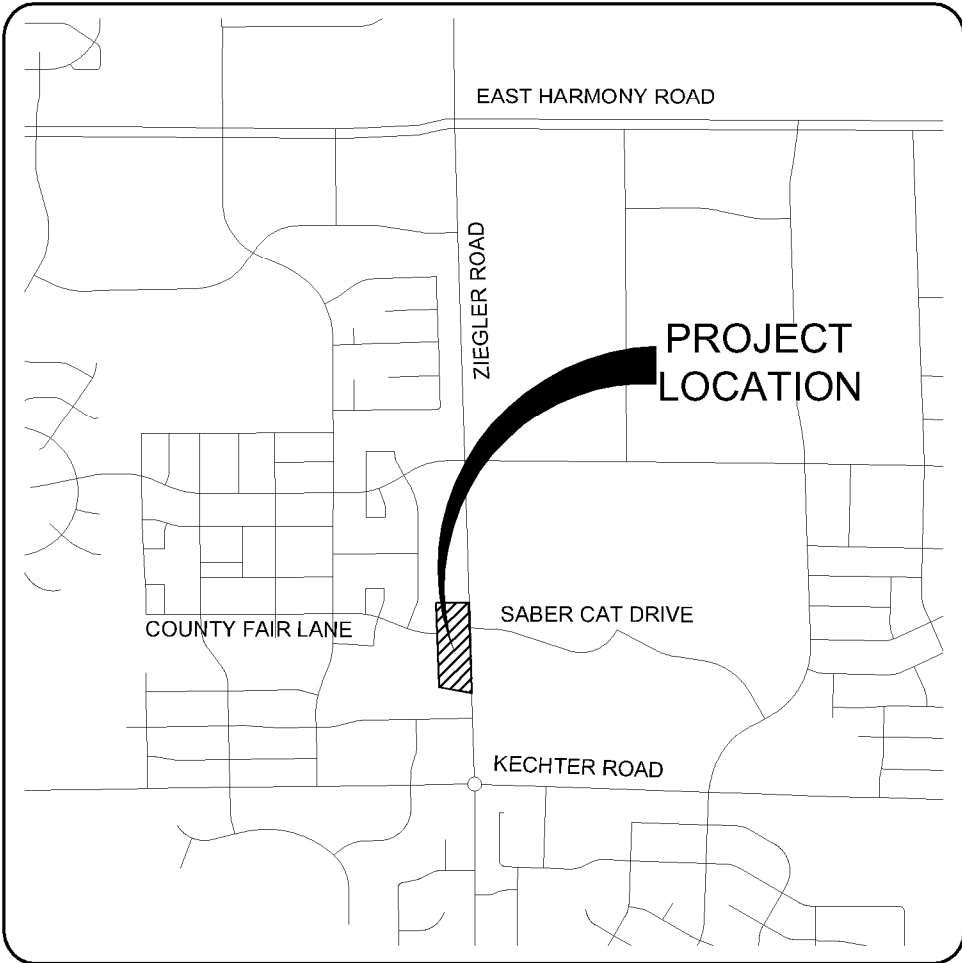 EAST HARMONY ROAD
ZIEGLER ROAD
PROJECT
LOCATION
SABER CAT DRIVE
COUNTY FAIR LANE
KECHTER ROAD